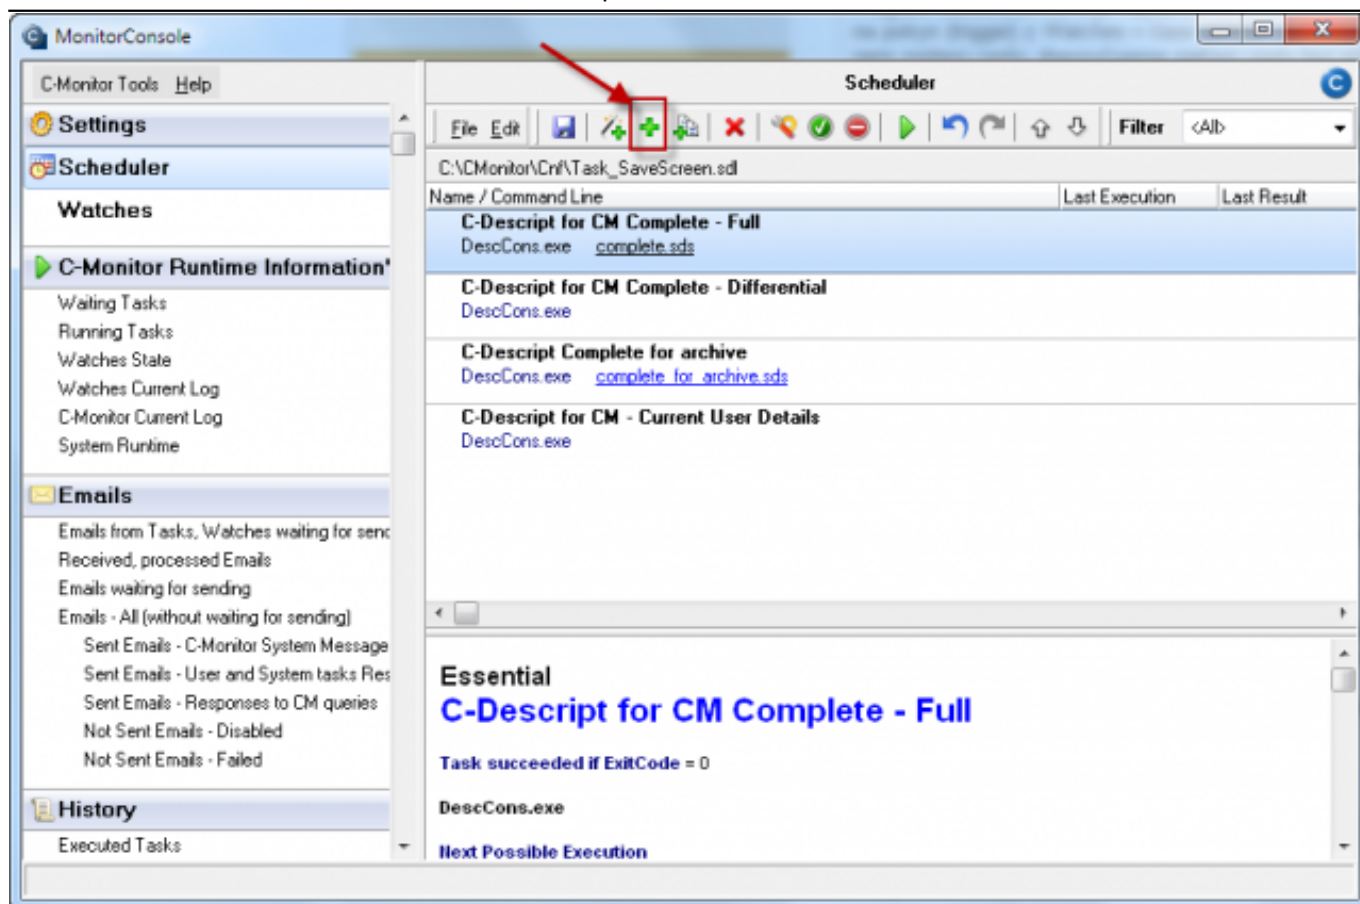 MonitorConsole
C-Monitor Tools Help
Settings
Scheduler
Watches
C-Monitor Runtime Information"
Waiting Tasks
Running Tasks
Watches State
Watches Current Log
C-Monitor Current Log
System Runtime
Emails
Emails from Tasks, Watches waiting for senc
Received, processed Emails
Emails waiting for sending
Emails - All (without waiting for sending)
Sent Emails - C-Monitor System Message
Sent Emails - User and System tasks Res
Sent Emails - Responses to CM queries
Not Sent Emails - Disabled
Not Sent Emails - Failed
History
Executed Tasks
Scheduler
File Edit Filter <All>
C:\CMonitor\Cnf\Task_SaveScreen.sdl
Name / Command Line Last Execution Last Result
C-Descript for CM Complete - Full
DescCons.exe complete.sds
C-Descript for CM Complete - Differential
DescCons.exe
C-Descript Complete for archive
DescCons.exe complete_for_archive.sds
C-Descript for CM - Current User Details
DescCons.exe
Essential
C-Descript for CM Complete - Full
Task succeeded if ExitCode = 0
DescCons.exe
Next Possible Execution